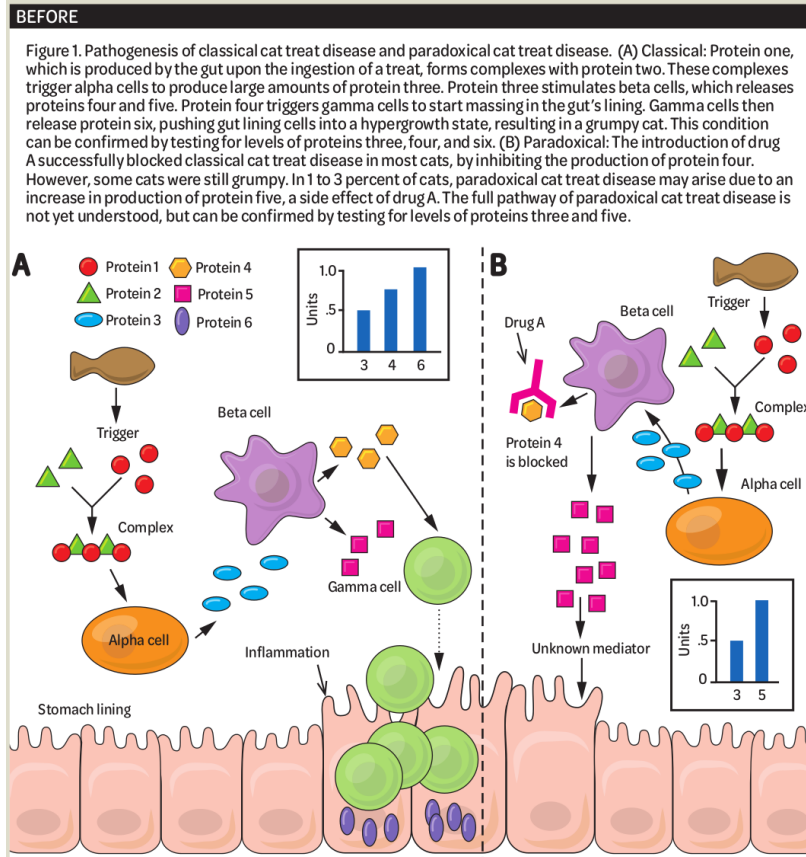 BEFORE
Figure 1. Pathogenesis of classical cat treat disease and paradoxical cat treat disease. (A) Classical: Protein one,
which is produced by the gut upon the ingestion of a treat, forms complexes with protein two. These complexes
trigger alpha cells to produce large amounts of protein three. Protein three stimulates beta cells, which releases
proteins four and five. Protein four triggers gamma cells to start massing in the gut's lining. Gamma cells then
release protein six, pushing gut lining cells into a hypergrowth state, resulting in a grumpy cat. This condition
can be confirmed by testing for levels of proteins three, four, and six. (B) Paradoxical: The introduction of drug
A successfully blocked classical cat treat disease in most cats, by inhibiting the production of protein four.
However, some cats were still grumpy. In 1 to 3 percent of cats, paradoxical cat treat disease may arise due to an
increase in production of protein five, a side effect of drug A. The full pathway of paradoxical cat treat disease is
not yet understood, but can be confirmed by testing for levels of proteins three and five.
A
Protein 1
Protein 4
Protein 2
Protein 5
Protein 3
Protein 6
Units
1.0
.5
0
3 4 6
Trigger
Complex
Alpha cell
Beta cell
Gamma cell
Inflammation
Stomach lining
B
Trigger
Beta cell
Drug A
Protein 4
is blocked
Complex
Alpha cell
Unknown mediator
Units
1.0
.5
0
3 5